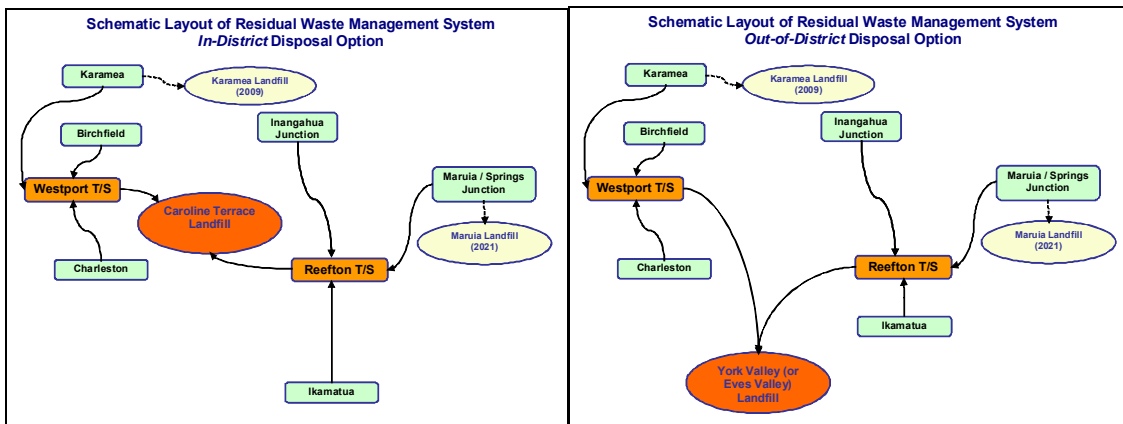 Schematic Layout of Residual Waste Management System
In-District Disposal Option
Karamea
Karamea Landfill
(2009)
Inangahua
Junction
Birchfield
Maruia / Springs
Junction
Westport T/S
Caroline Terrace
Landfill
Maruia Landfill
(2021)
Charleston
Reefton T/S
Ikamatua
Schematic Layout of Residual Waste Management System
Out-of-District Disposal Option
Karamea
Karamea Landfill
(2009)
Inangahua
Junction
Birchfield
Maruia / Springs
Junction
Westport T/S
Maruia Landfill
(2021)
Charleston
Reefton T/S
Ikamatua
York Valley (or
Eves Valley)
Landfill